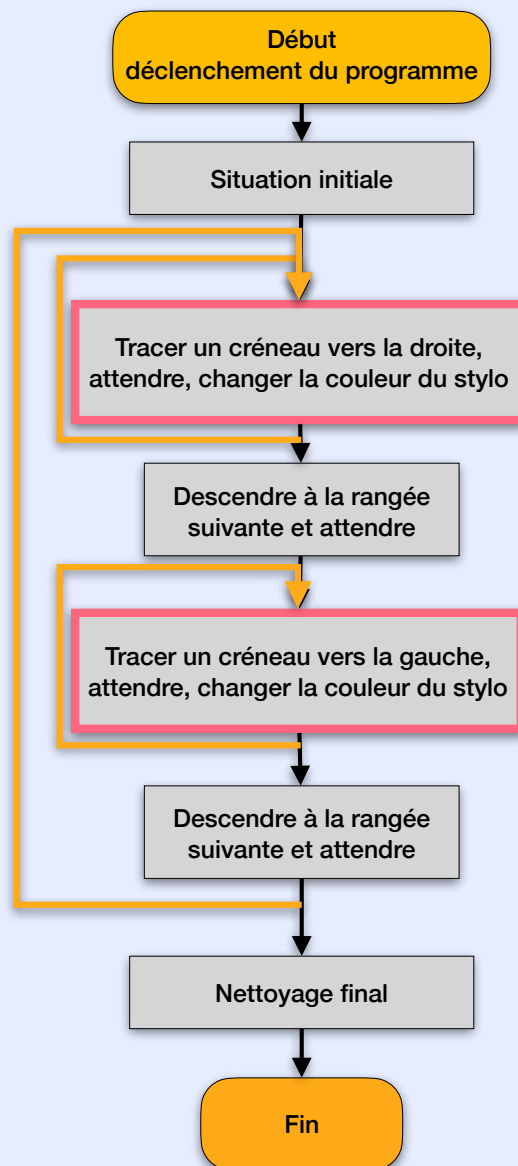 Début
déclenchement du programme
Situation initiale
Tracer un créneau vers la droite,
attendre, changer la couleur du stylo
Descendre à la rangée
suivante et attendre
Tracer un créneau vers la gauche,
attendre, changer la couleur du stylo
Descendre à la rangée
suivante et attendre
Nettoyage final
Fin